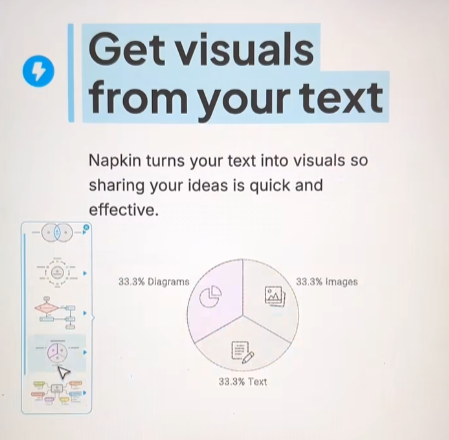 Get visuals
from your text
Napkin turns your text into visuals so
sharing your ideas is quick and
effective.
33.3% Diagrams
33.3% Images
33.3% Text